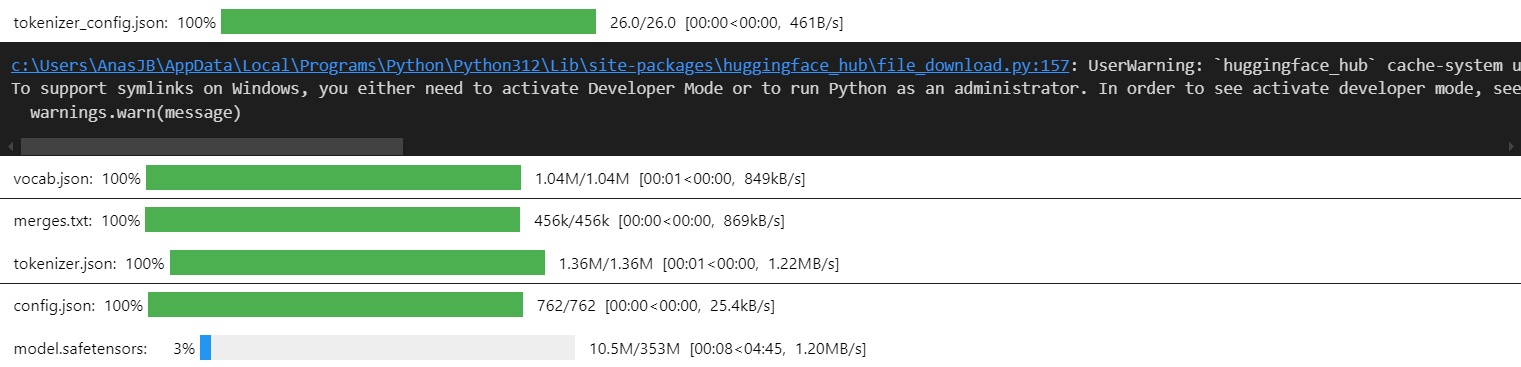 tokenizer_config.json: 100% 26.0/26.0 [00:00<00:00, 461B/s]
c:\Users\AnasJB\AppData\Local\Programs\Python\Python312\Lib\site-packages\huggingface_hub\file_download.py:157: UserWarning: `huggingface_hub` cache-system u
To support symlinks on Windows, you either need to activate Developer Mode or to run Python as an administrator. In order to see activate developer mode, see
warnings.warn(message)
vocab.json: 100% 1.04M/1.04M [00:01<00:00, 849kB/s]
merges.txt: 100% 456k/456k [00:00<00:00, 869kB/s]
tokenizer.json: 100% 1.36M/1.36M [00:01<00:00, 1.22MB/s]
config.json: 100% 762/762 [00:00<00:00, 25.4kB/s]
model.safetensors: 3% 10.5M/353M [00:08<04:45, 1.20MB/s]